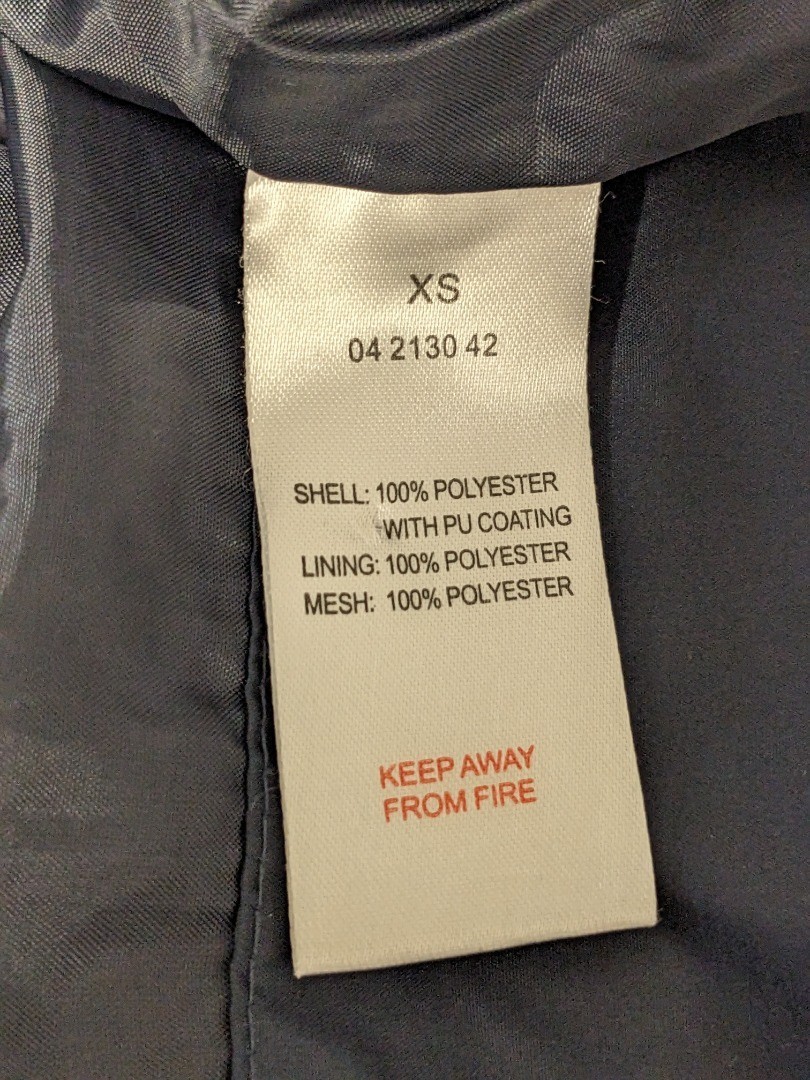 XS
04 2130 42
SHELL: 100% POLYESTER
-WITH PU COATING
LINING: 100% POLYESTER
MESH: 100% POLYESTER
KEEP AWAY
FROM FIRE